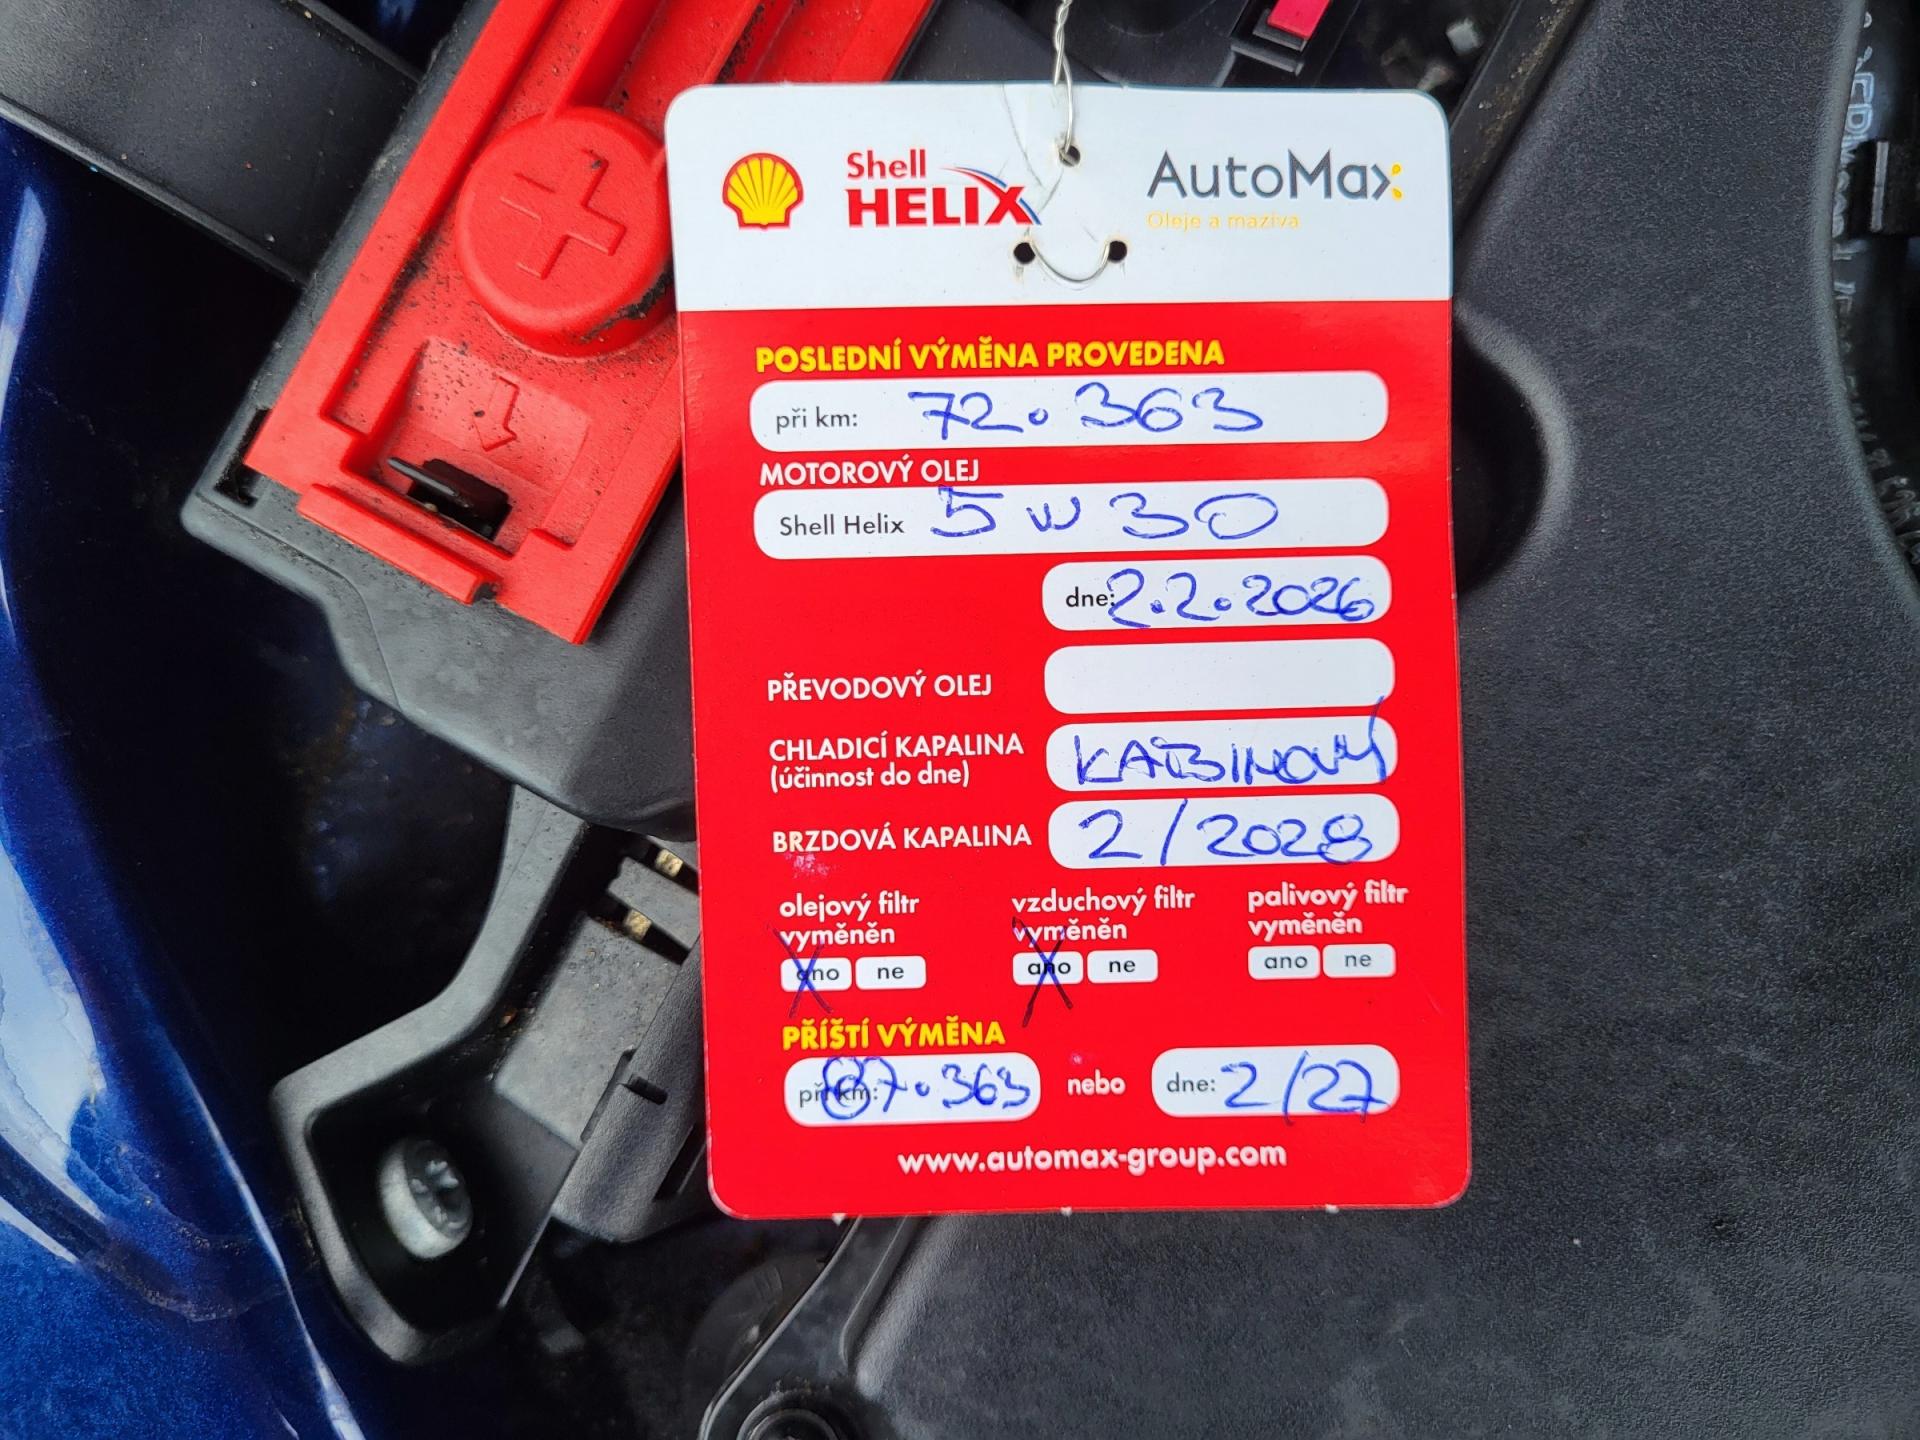 Shell
HELIX
AutoMax
Oleje a maziva
POSLEDNÍ VÝMĚNA PROVEDENA
při km: 72.363
MOTOROVÝ OLEJ
Shell Helix 5W30
dne: 2.2.2026
PŘEVODOVÝ OLEJ
CHLADICÍ KAPALINA
(účinnost do dne)
KABINOVÝ
BRZDOVÁ KAPALINA 2/2028
olejový filtr
vyměněn
ano ne
vzduchový filtr
vyměněn
ano ne
palivový filtr
vyměněn
ano ne
PŘÍŠTÍ VÝMĚNA
při km: 87.363 nebo dne: 2/27
www.automax-group.com